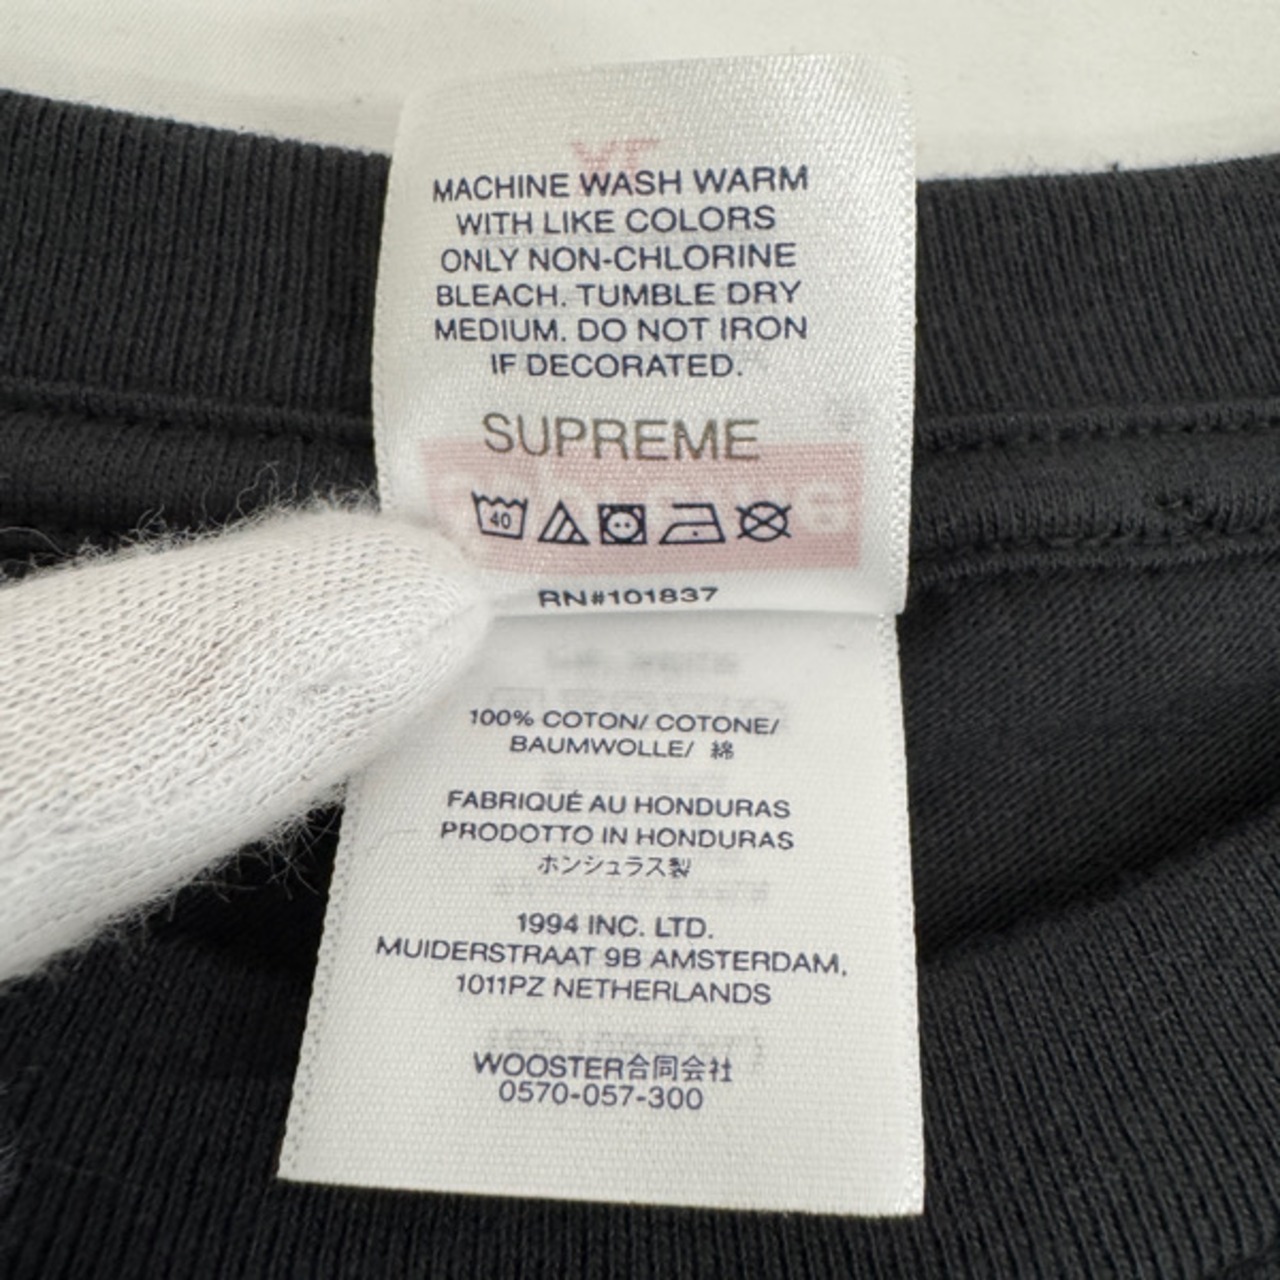 MACHINE WASH WARM
WITH LIKE COLORS
ONLY NON-CHLORINE
BLEACH. TUMBLE DRY
MEDIUM. DO NOT IRON
IF DECORATED.
SUPREME
40
RN#101837
100% COTON/ COTONE/
BAUMWOLLE/ 綿
FABRIQUÉ AU HONDURAS
PRODOTTO IN HONDURAS
ホンジュラス製
1994 INC. LTD.
MUIDERSTRAAT 9B AMSTERDAM,
1011PZ NETHERLANDS
WOOSTER合同会社
0570-057-300